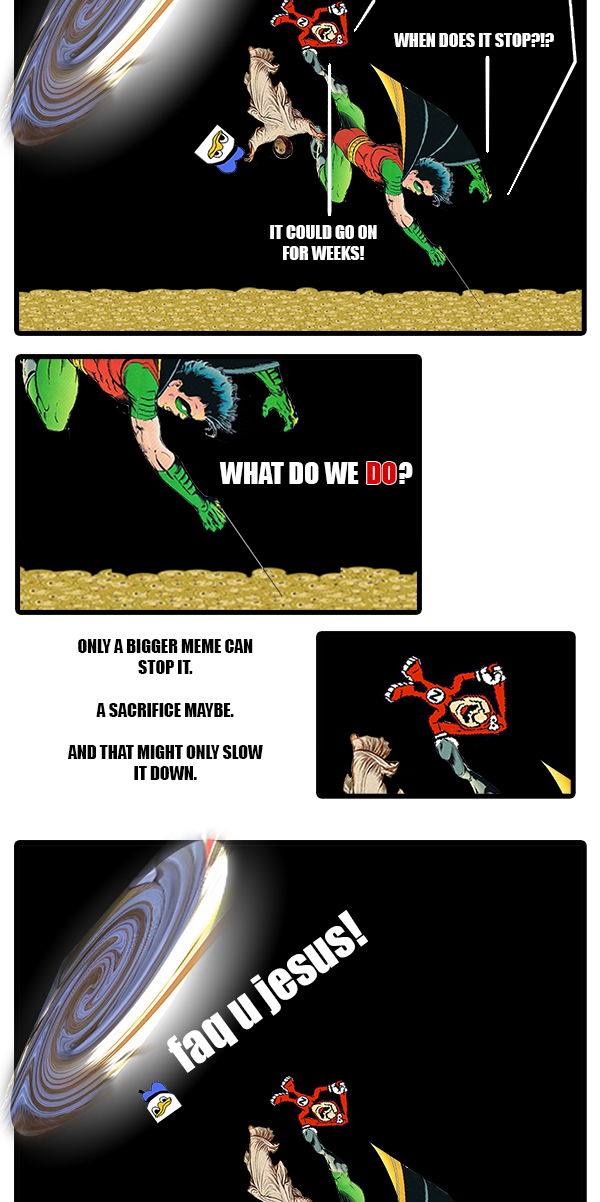 WHEN DOES IT STOP?!?
IT COULD GO ON
FOR WEEKS!
WHAT DO WE DO?
ONLY A BIGGER MEME CAN
STOP IT.
A SACRIFICE MAYBE.
AND THAT MIGHT ONLY SLOW
IT DOWN.
N
faq u jesus!
N